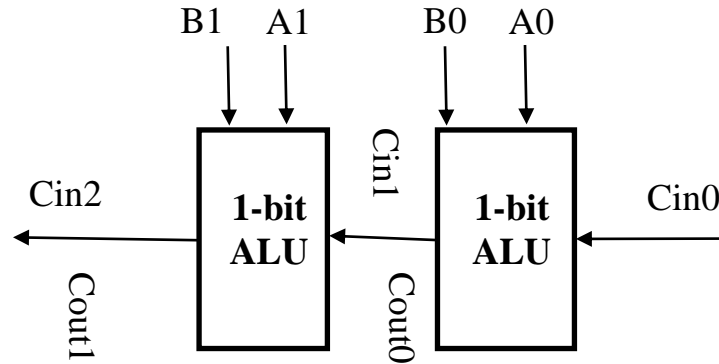 B1 A1 B0 A0
Cin2
1-bit
ALU
Cin1
Cout0
1-bit
ALU
Cin0
Cout1